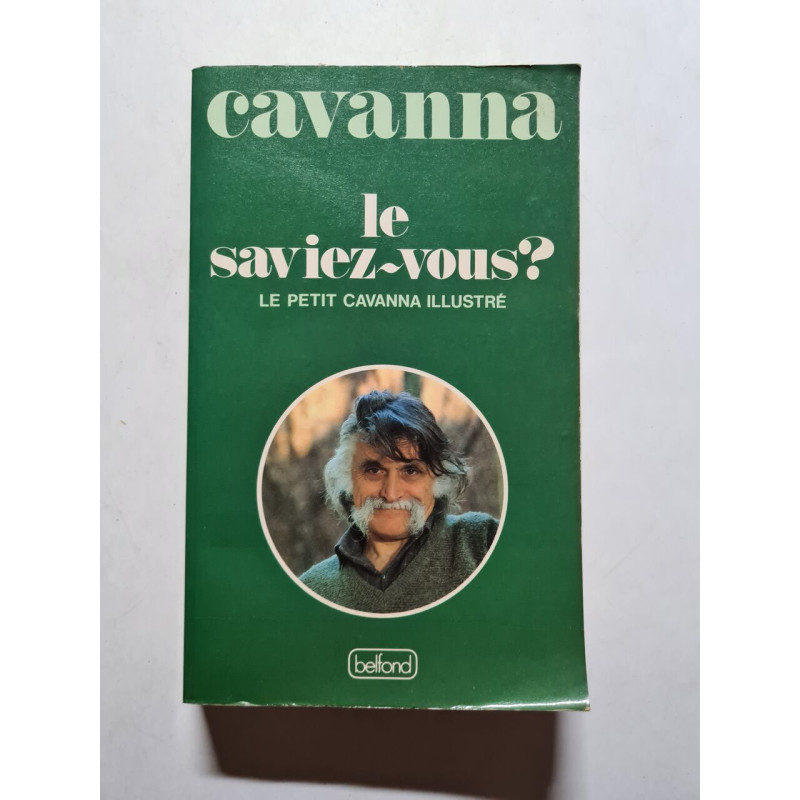 cavanna
le
saviez~vous?
LE PETIT CAVANNA ILLUSTRÉ
belfond